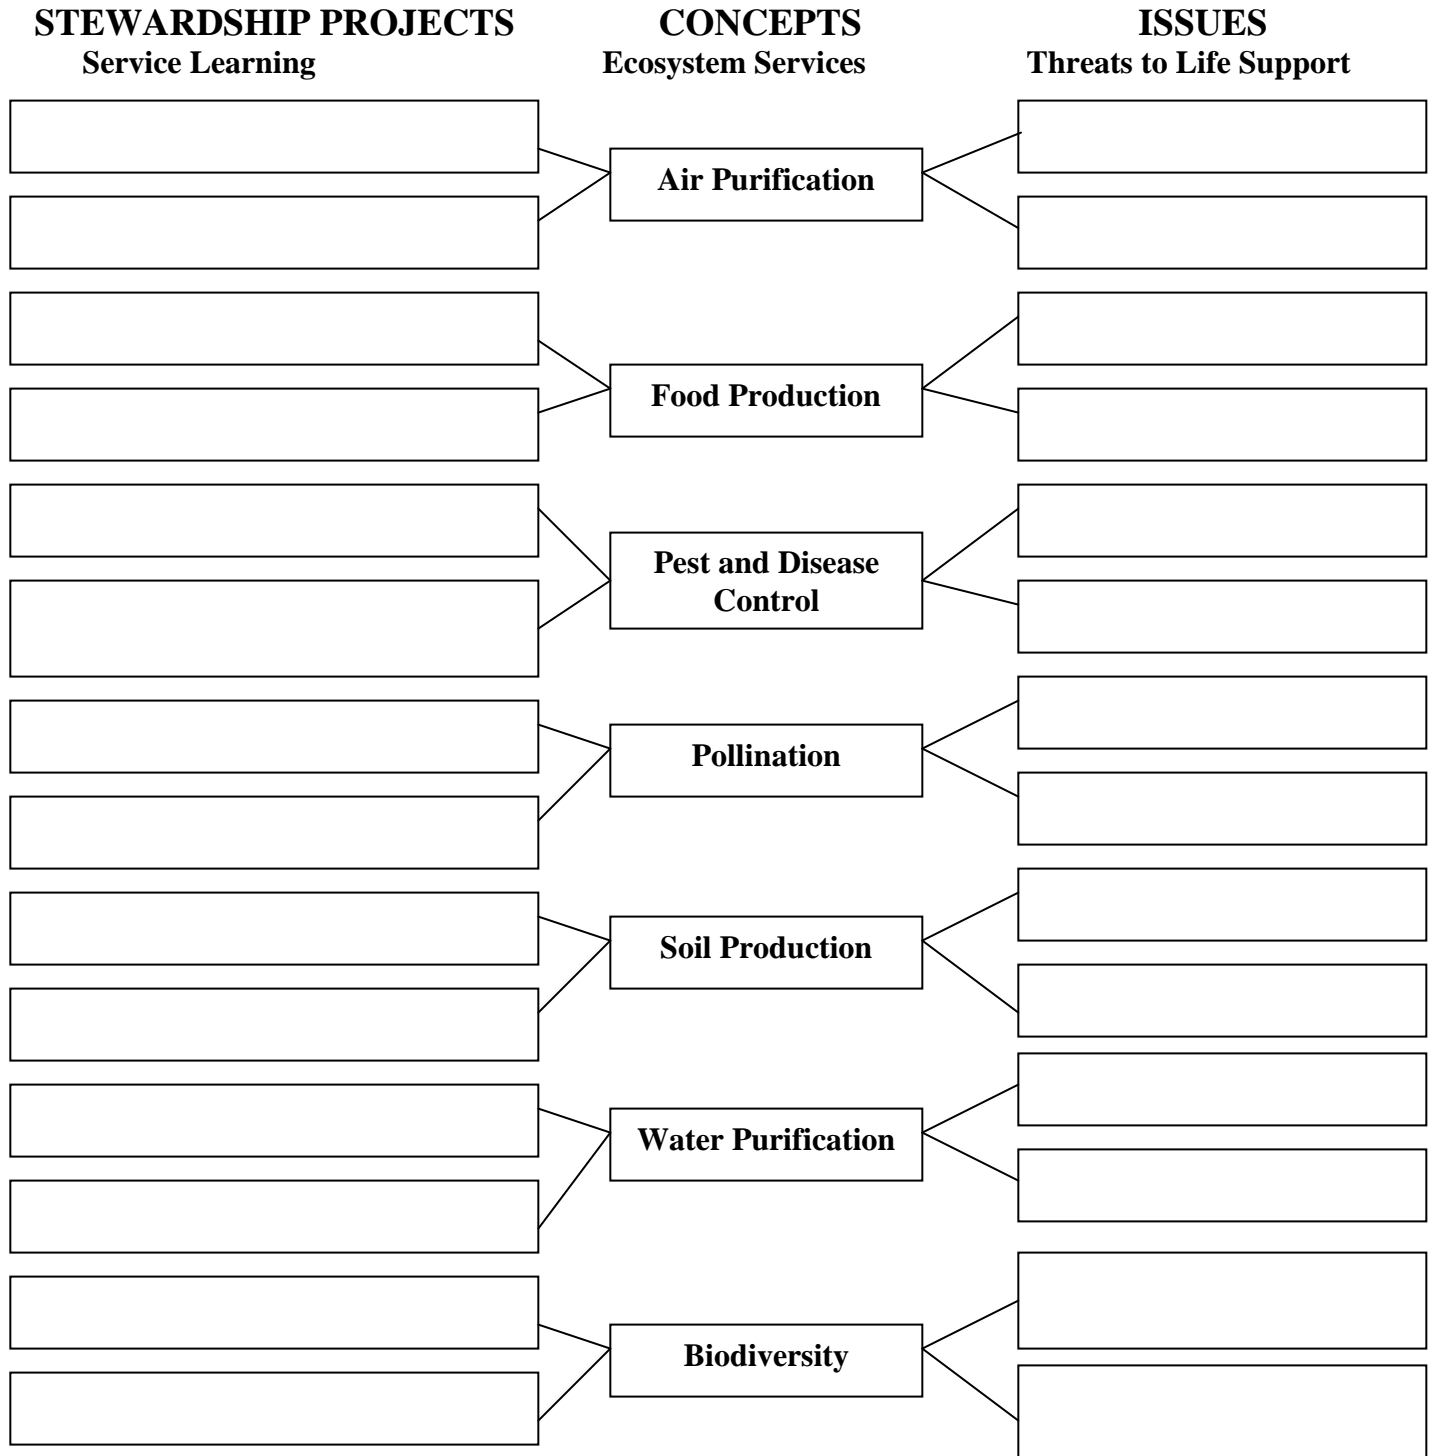 STEWARDSHIP PROJECTS
Service Learning
CONCEPTS
Ecosystem Services
ISSUES
Threats to Life Support
Air Purification
Food Production
Pest and Disease
Control
Pollination
Soil Production
Water Purification
Biodiversity